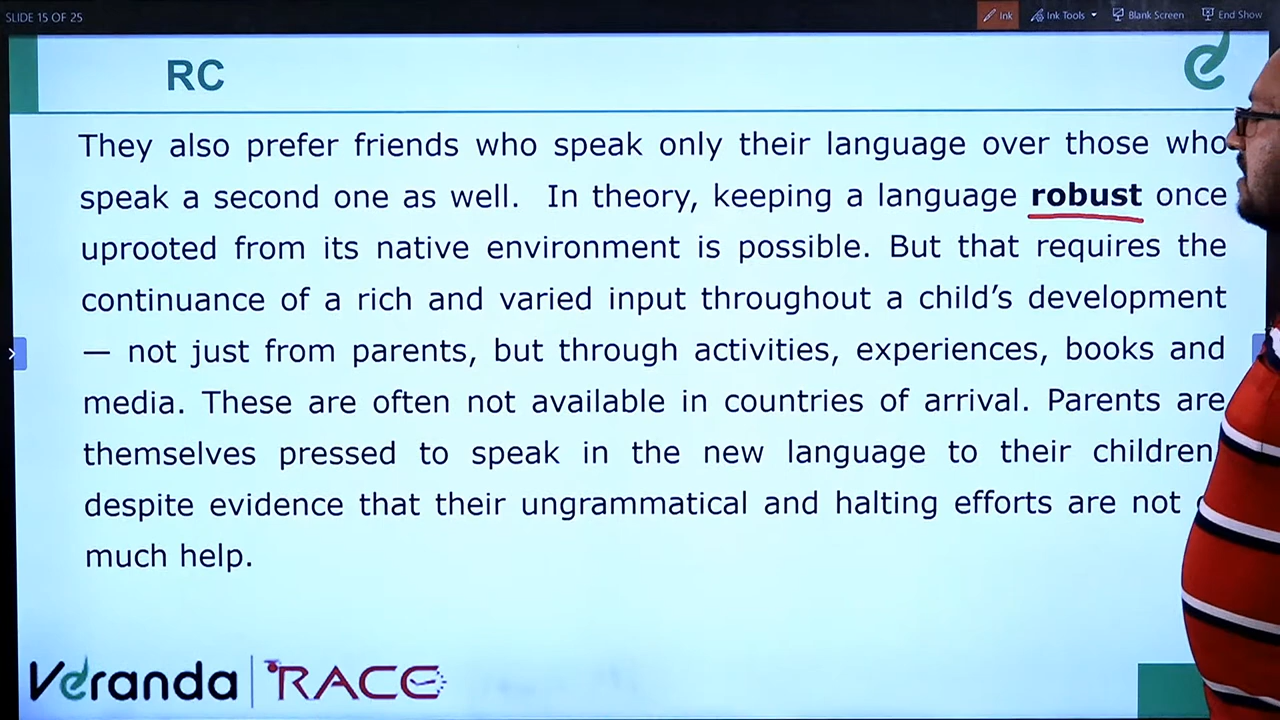 SLIDE 15 OF 25
Ink Ink Tools Blank Screen End Show
RC
They also prefer friends who speak only their language over those who
speak a second one as well. In theory, keeping a language robust once
uprooted from its native environment is possible. But that requires the
continuance of a rich and varied input throughout a child's development
— not just from parents, but through activities, experiences, books and
media. These are often not available in countries of arrival. Parents are
themselves pressed to speak in the new language to their children
despite evidence that their ungrammatical and halting efforts are not
much help.
Veranda RACE